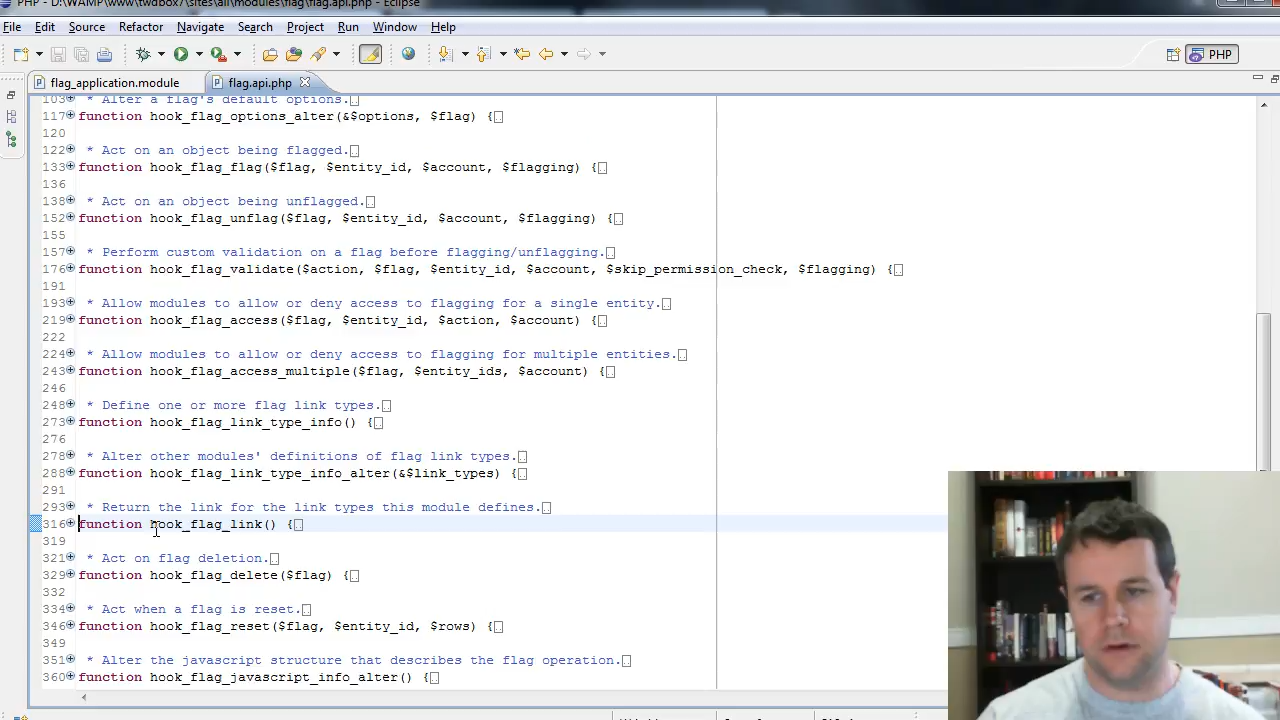 PHP - D:\WAMP\www\twdbox7\sites\all\modules\flag\flag.api.php - Eclipse
File Edit Source Refactor Navigate Search Project Run Window Help
PHP
flag_application.module flag.api.php
103 * Alter a flag's default options.
117 function hook_flag_options_alter(&$options, $flag) {
120
122 * Act on an object being flagged.
133 function hook_flag_flag($flag, $entity_id, $account, $flagging) {
136
138 * Act on an object being unflagged.
152 function hook_flag_unflag($flag, $entity_id, $account, $flagging) {
155
157 * Perform custom validation on a flag before flagging/unflagging.
176 function hook_flag_validate($action, $flag, $entity_id, $account, $skip_permission_check, $flagging) {
191
193 * Allow modules to allow or deny access to flagging for a single entity.
219 function hook_flag_access($flag, $entity_id, $action, $account) {
222
224 * Allow modules to allow or deny access to flagging for multiple entities.
243 function hook_flag_access_multiple($flag, $entity_ids, $account) {
246
248 * Define one or more flag link types.
273 function hook_flag_link_type_info() {
276
278 * Alter other modules' definitions of flag link types.
288 function hook_flag_link_type_info_alter(&$link_types) {
291
293 * Return the link for the link types this module defines.
316 function hook_flag_link() {
319
321 * Act on flag deletion.
329 function hook_flag_delete($flag) {
332
334 * Act when a flag is reset.
346 function hook_flag_reset($flag, $entity_id, $rows) {
349
351 * Alter the javascript structure that describes the flag operation.
360 function hook_flag_javascript_info_alter() {